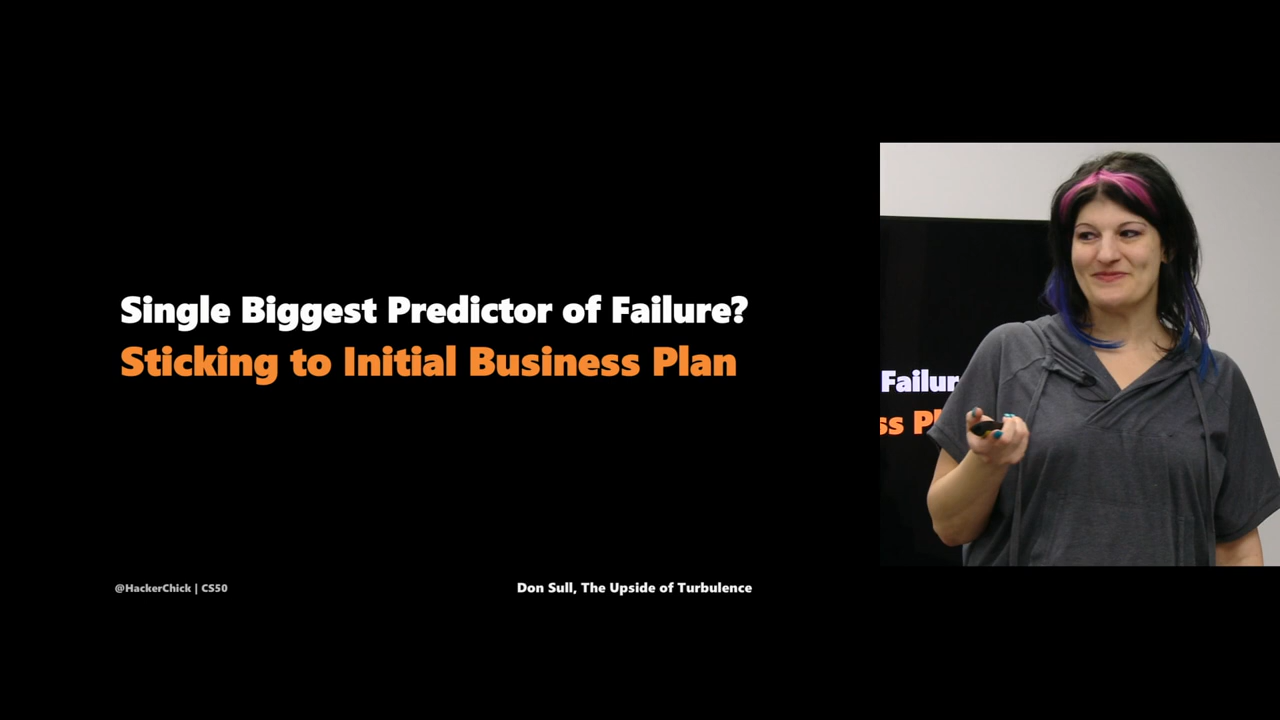 Single Biggest Predictor of Failure?
Sticking to Initial Business Plan
Failur
ss Pl
@HackerChick | CS50
Don Sull, The Upside of Turbulence